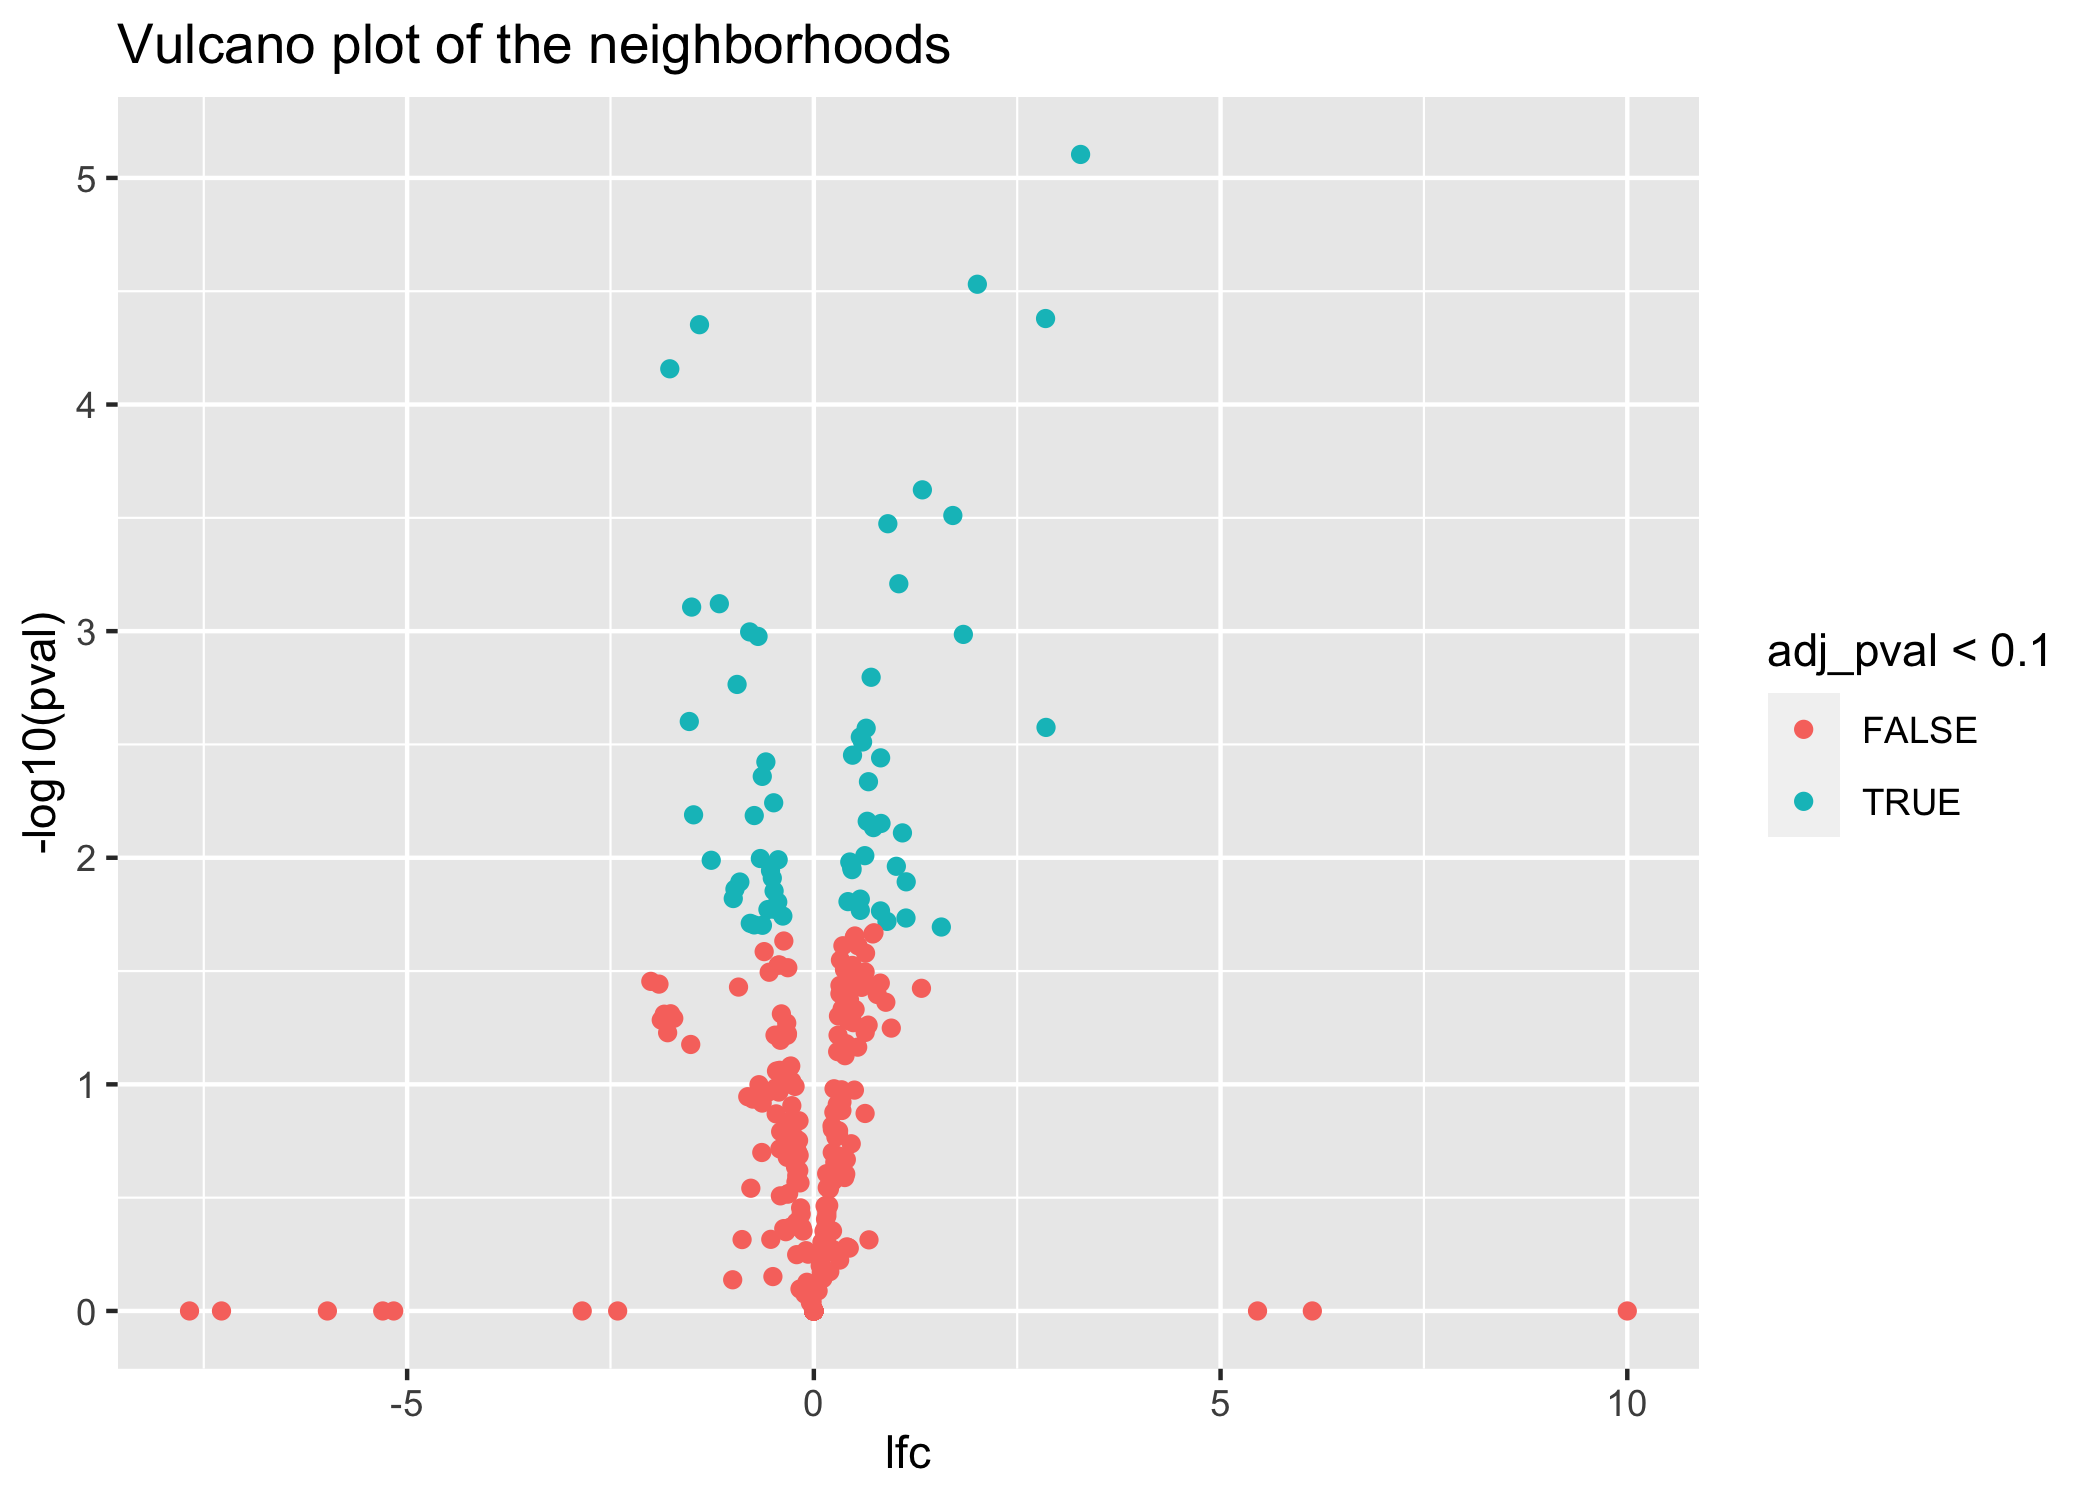 Vulcano plot of the neighborhoods
5
4
3
2
1
0
-log10(pval)
-5
0
5
10
lfc
adj_pval < 0.1
FALSE
TRUE